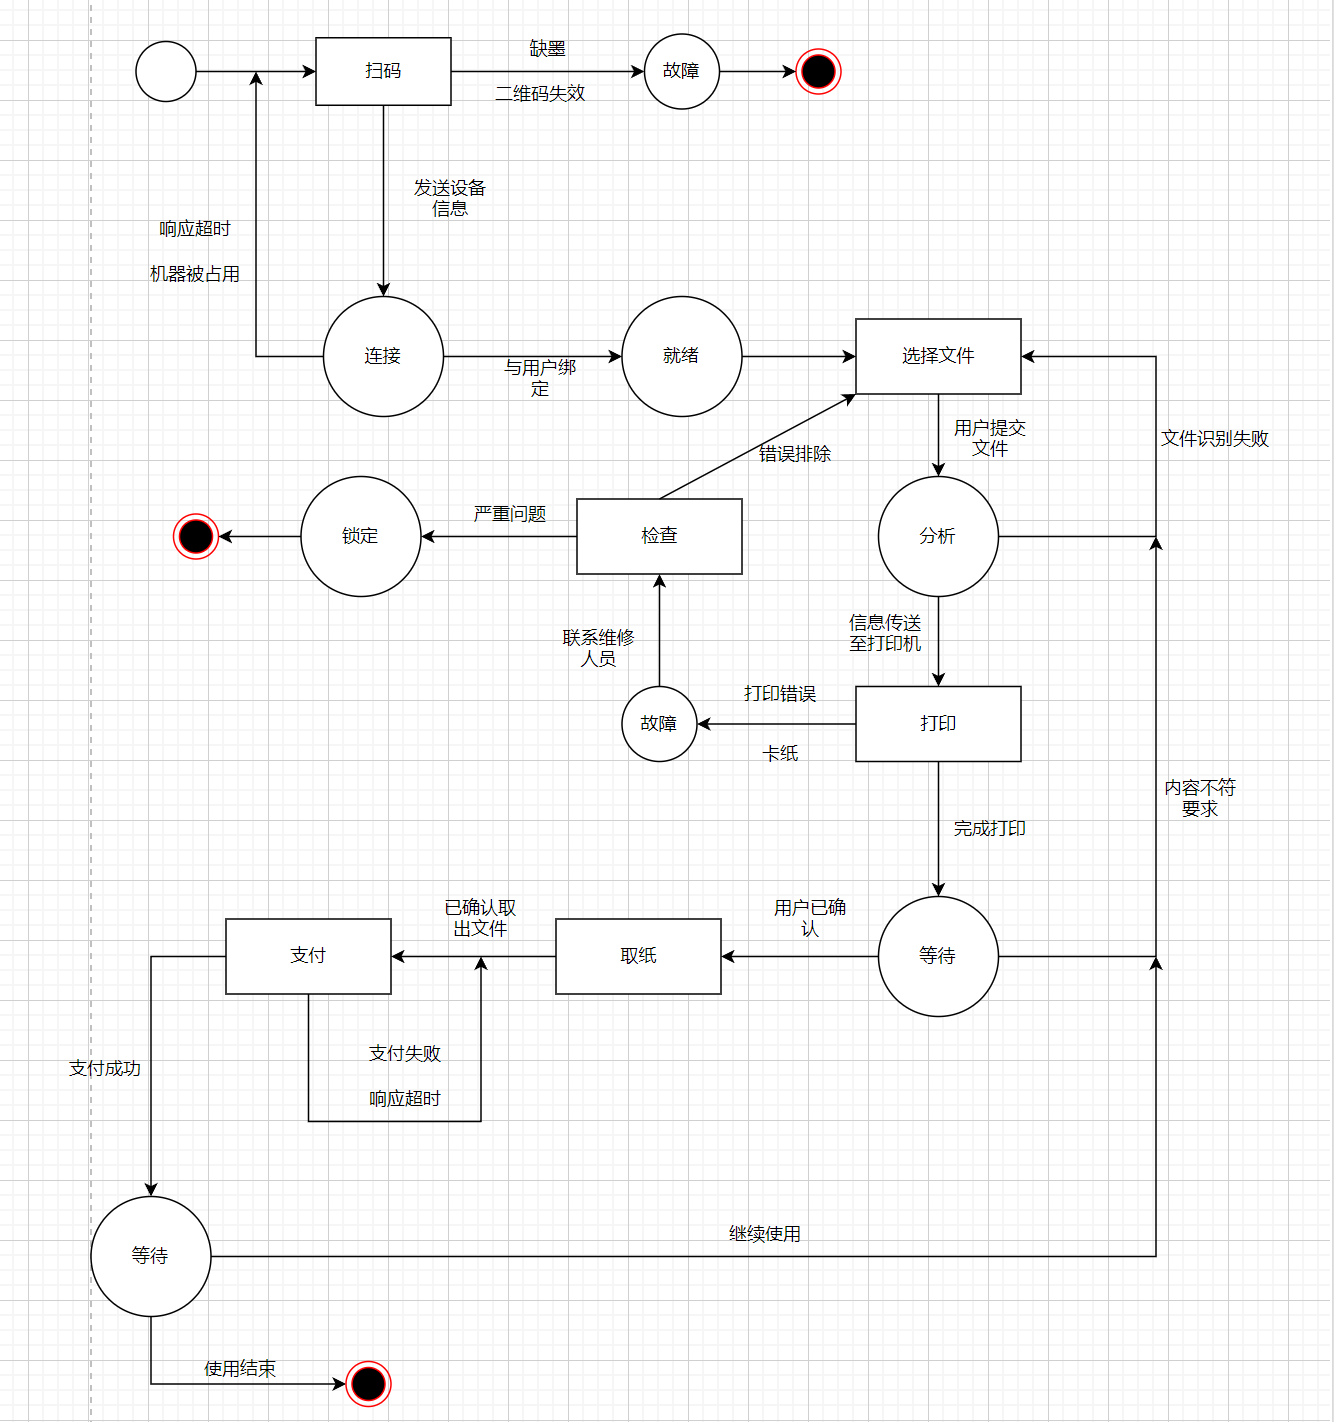 缺墨
扫码
故障
二维码失效
发送设备
信息
响应超时
机器被占用
连接
与用户绑
定
就绪
选择文件
用户提交
文件
文件识别失败
错误排除
严重问题
锁定
检查
分析
信息传送
至打印机
联系维修
人员
打印错误
故障
打印
卡纸
内容不符
要求
完成打印
已确认取
出文件
用户已确
认
支付
取纸
等待
支付失败
支付成功
响应超时
继续使用
等待
使用结束